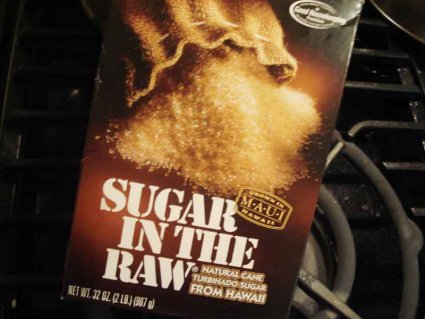 SUGAR
IN THE
RAW®
GROWN IN
M·A·U·I
HAWAII
NATURAL CANE
TURBINADO SUGAR
FROM HAWAII
NET WT. 32 OZ. (2 LB.) (907 g)